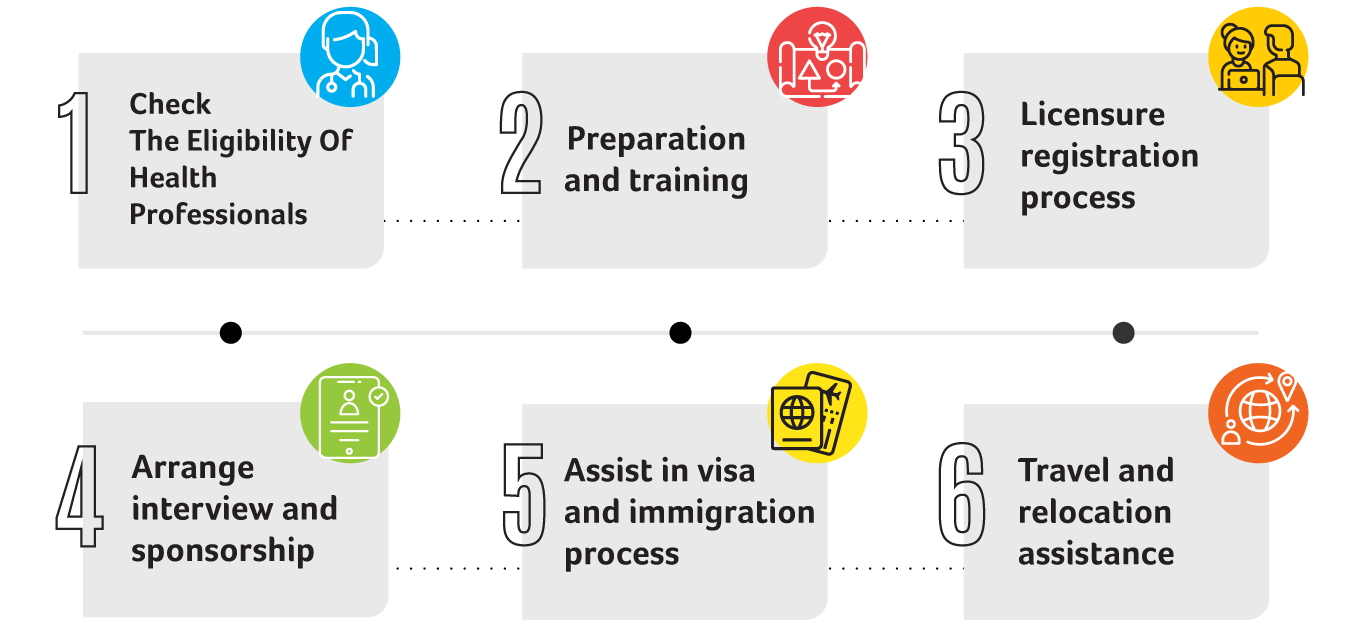 1
Check
The Eligibility Of
Health
Professionals
2
Preparation
and training
3
Licensure
registration
process
4
Arrange
interview and
sponsorship
5
Assist in visa
and immigration
process
6
Travel and
relocation
assistance